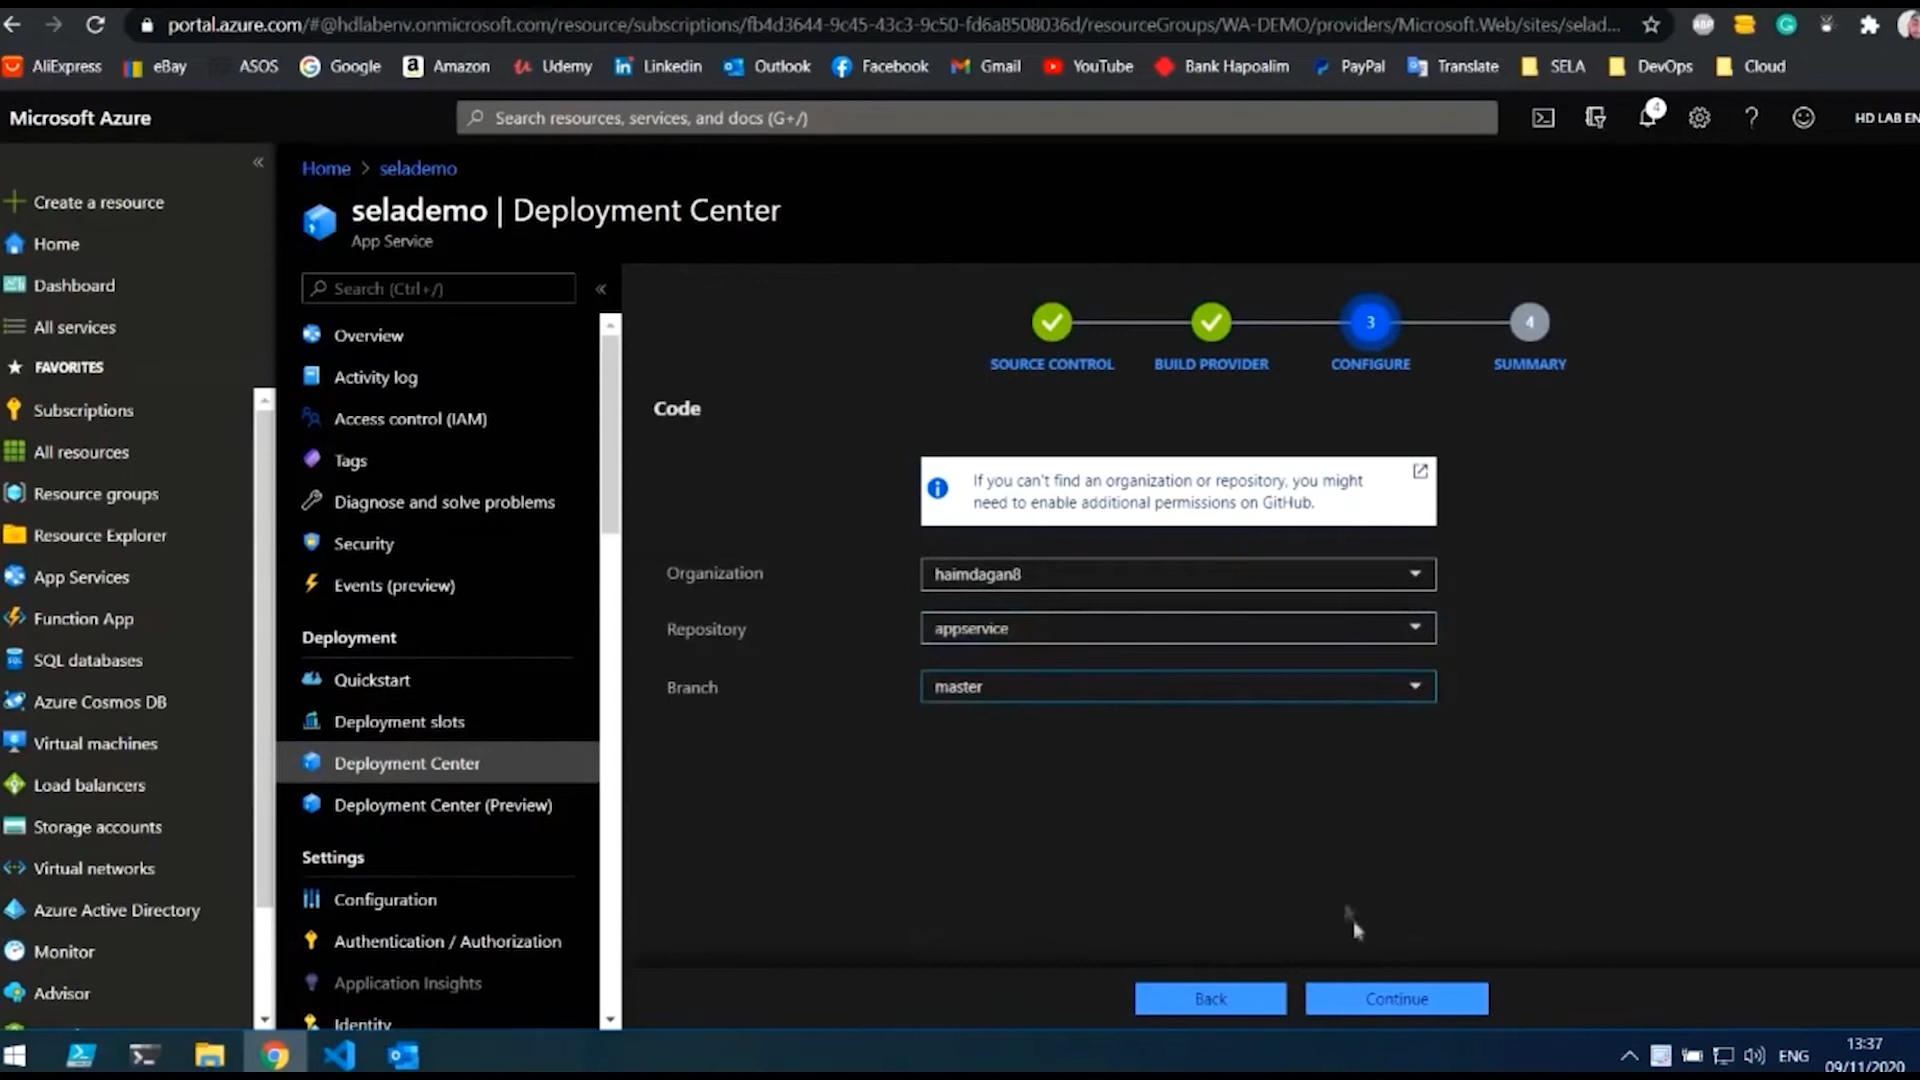 portal.azure.com/#@hdlabenv.onmicrosoft.com/resource/subscriptions/fb4d3644-9c45-43c3-9c50-fd6a8508036d/resourceGroups/WA-DEMO/providers/Microsoft.Web/sites/selad...
AliExpress eBay ASOS Google Amazon Udemy Linkedin Outlook Facebook Gmail YouTube Bank Hapoalim PayPal Translate SELA DevOps Cloud
Microsoft Azure
Search resources, services, and docs (G+/)
4
HD LAB EN
Home > selademo
selademo | Deployment Center
App Service
Create a resource
Home
Dashboard
All services
FAVORITES
Subscriptions
All resources
Resource groups
Resource Explorer
App Services
Function App
SQL databases
Azure Cosmos DB
Virtual machines
Load balancers
Storage accounts
Virtual networks
Azure Active Directory
Monitor
Advisor
Search (Ctrl+/)
Overview
Activity log
Access control (IAM)
Tags
Diagnose and solve problems
Security
Events (preview)
Deployment
Quickstart
Deployment slots
Deployment Center
Deployment Center (Preview)
Settings
Configuration
Authentication / Authorization
Application Insights
Identity
3 4
SOURCE CONTROL BUILD PROVIDER CONFIGURE SUMMARY
Code
If you can't find an organization or repository, you might
need to enable additional permissions on GitHub.
Organization haimdagan8
Repository appservice
Branch master
Back Continue
ENG
13:37
09/11/2020